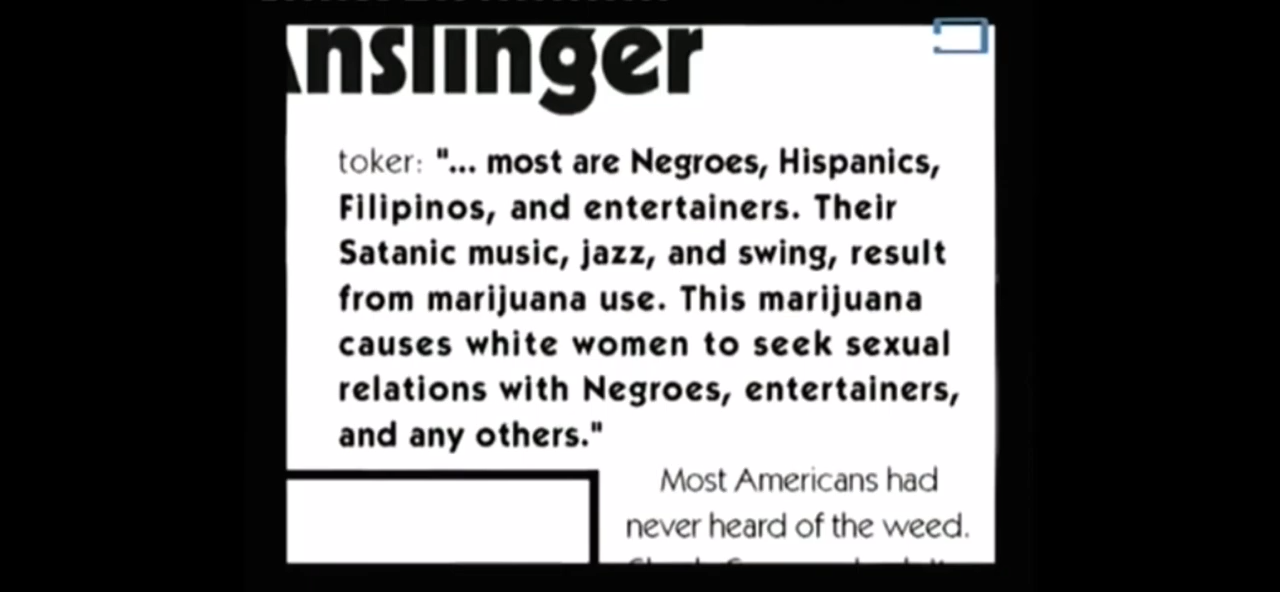 Anslinger
toker: "... most are Negroes, Hispanics,
Filipinos, and entertainers. Their
Satanic music, jazz, and swing, result
from marijuana use. This marijuana
causes white women to seek sexual
relations with Negroes, entertainers,
and any others."
Most Americans had
never heard of the weed.